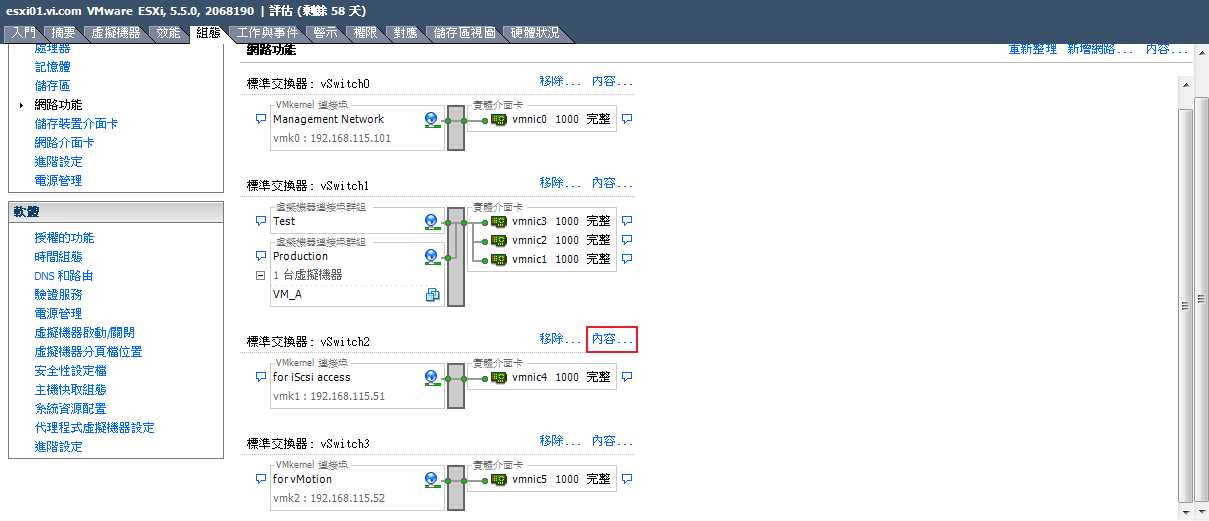 esxi01.vi.com VMware ESXi, 5.5.0, 2068190 | 評估 (剩餘 58 天)
入門 摘要 虛擬機器 效能 組態 工作與事件 警示 權限 對應 儲存區視圖 硬體狀況
處理器
記憶體
儲存區
網路功能
儲存裝置介面卡
網路介面卡
進階設定
電源管理
軟體
授權的功能
時間組態
DNS 和路由
驗證服務
電源管理
虛擬機器啟動/關閉
虛擬機器分頁檔位置
安全性設定檔
主機快取組態
系統資源配置
代理程式虛擬機器設定
進階設定
網路功能 重新整理 新增網路... 內容...
標準交換器: vSwitch0 移除... 內容...
VMkernel 連接埠 實體介面卡
Management Network vmnic0 1000 完整
vmk0 : 192.168.115.101
標準交換器: vSwitch1 移除... 內容...
虛擬機器連接埠群組 實體介面卡
Test vmnic3 1000 完整
虛擬機器連接埠群組 vmnic2 1000 完整
Production vmnic1 1000 完整
1 台虛擬機器
VM_A
標準交換器: vSwitch2 移除... 內容...
VMkernel 連接埠 實體介面卡
for iScsi access vmnic4 1000 完整
vmk1 : 192.168.115.51
標準交換器: vSwitch3 移除... 內容...
VMkernel 連接埠 實體介面卡
for vMotion vmnic5 1000 完整
vmk2 : 192.168.115.52